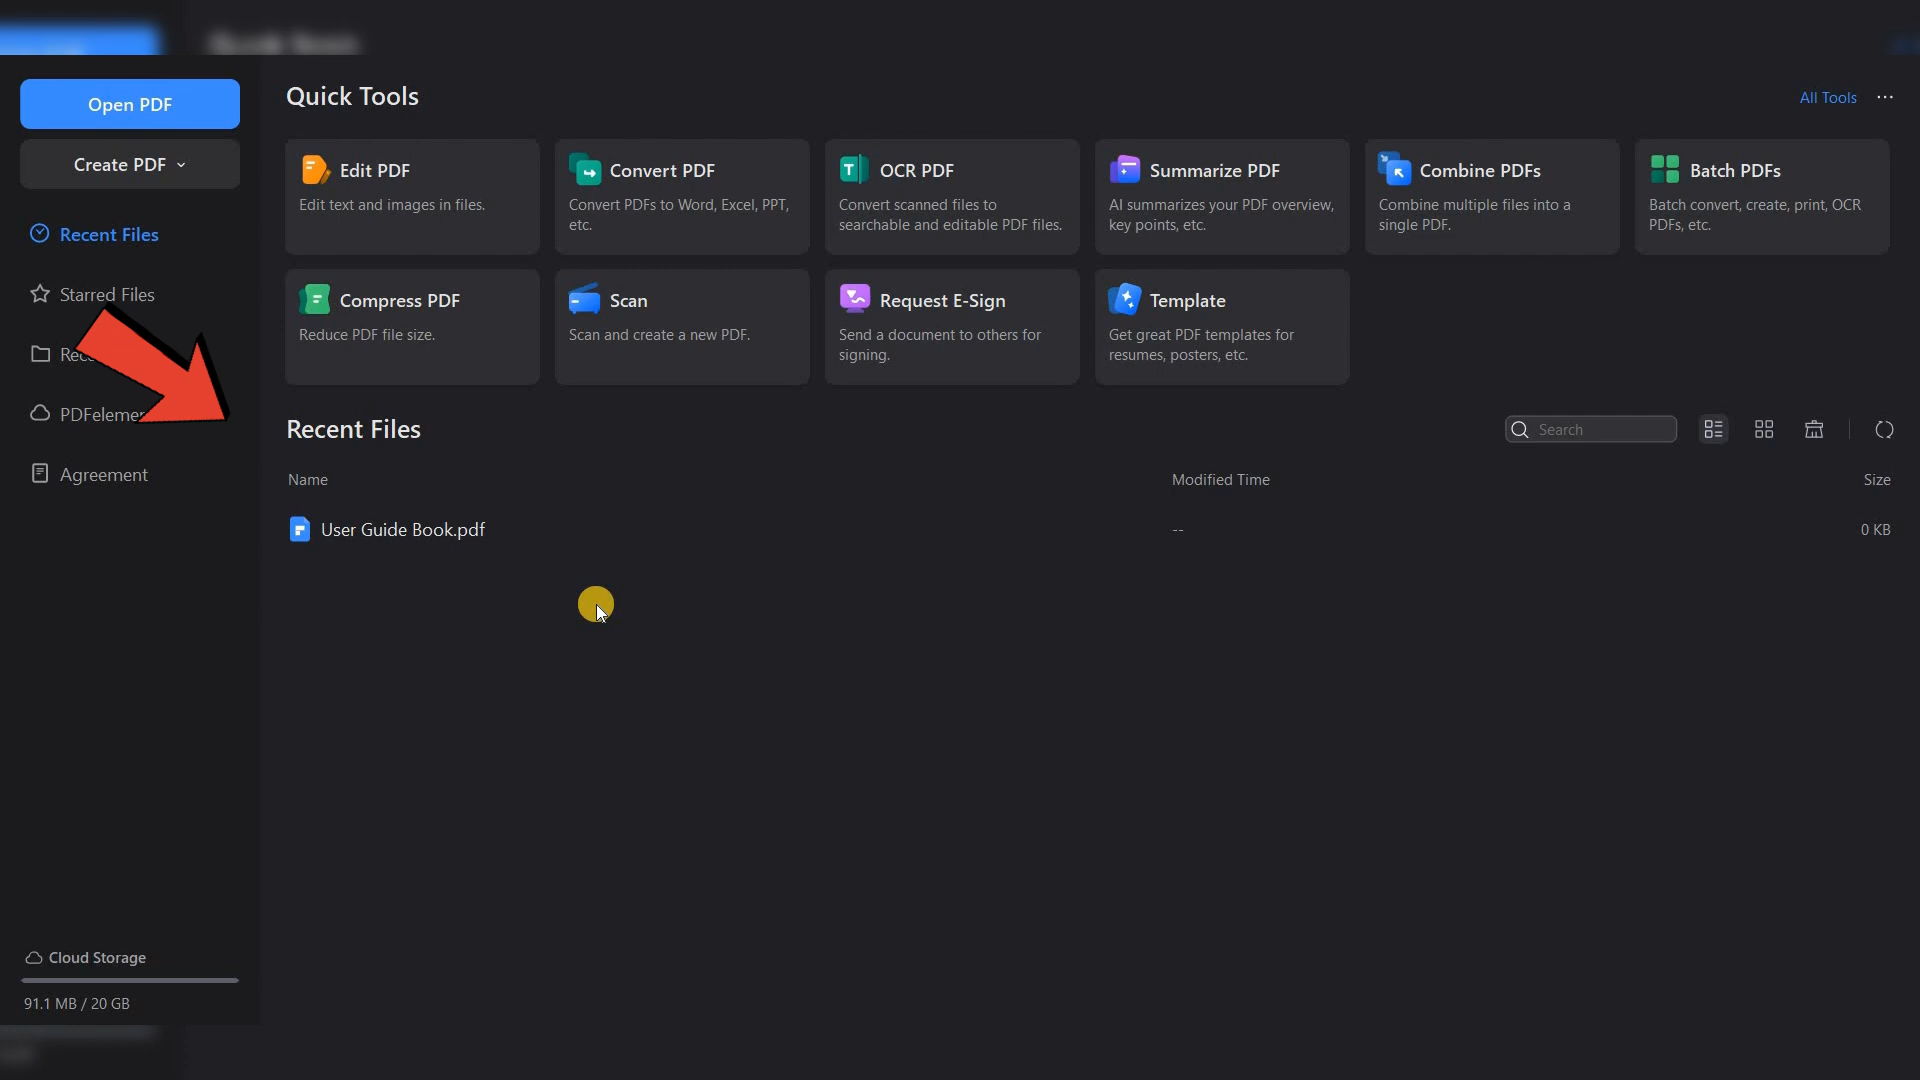 Open PDF
Create PDF
Recent Files
Starred Files
Agreement
Cloud Storage
91.1 MB / 20 GB
Quick Tools
All Tools
Edit PDF
Edit text and images in files.
Convert PDF
Convert PDFs to Word, Excel, PPT,
etc.
OCR PDF
Convert scanned files to
searchable and editable PDF files.
Summarize PDF
AI summarizes your PDF overview,
key points, etc.
Combine PDFs
Combine multiple files into a
single PDF.
Batch PDFs
Batch convert, create, print, OCR
PDFs, etc.
Compress PDF
Reduce PDF file size.
Scan
Scan and create a new PDF.
Request E-Sign
Send a document to others for
signing.
Template
Get great PDF templates for
resumes, posters, etc.
Recent Files
Search
Name Modified Time Size
User Guide Book.pdf -- 0 KB